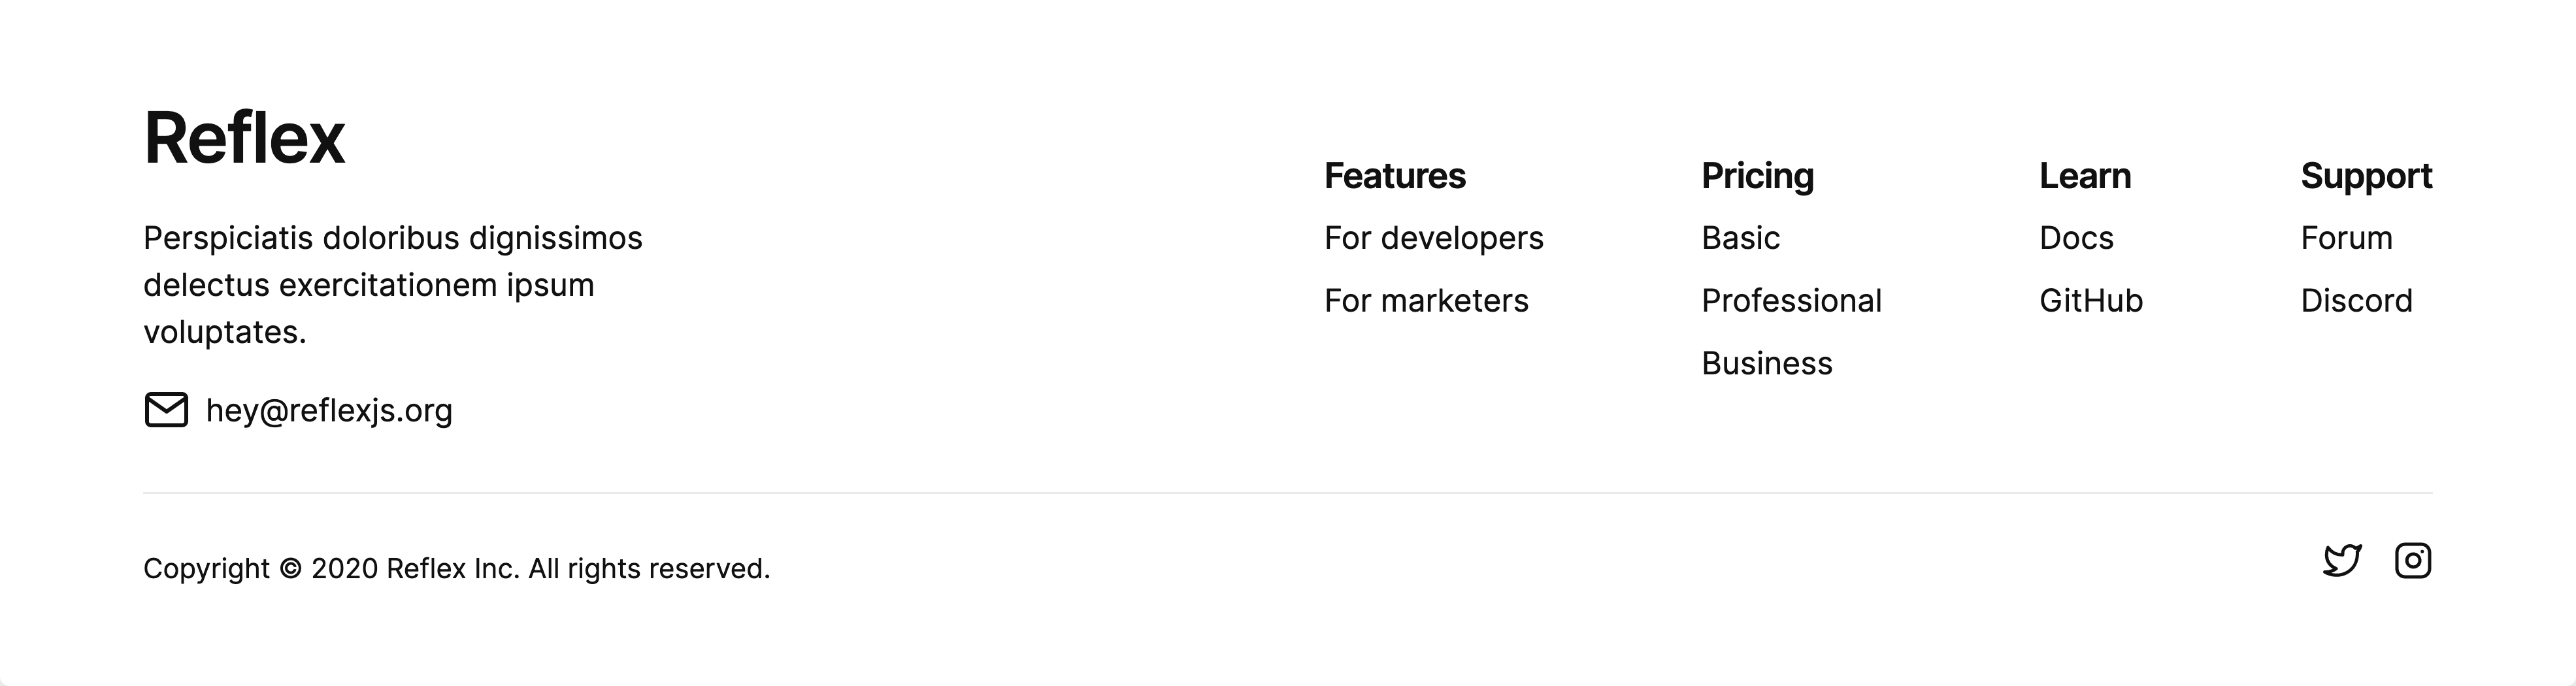 Reflex
Perspiciatis doloribus dignissimos
delectus exercitationem ipsum
voluptates.
hey@reflexjs.org
Features
For developers
For marketers
Pricing
Basic
Professional
Business
Learn
Docs
GitHub
Support
Forum
Discord
Copyright © 2020 Reflex Inc. All rights reserved.